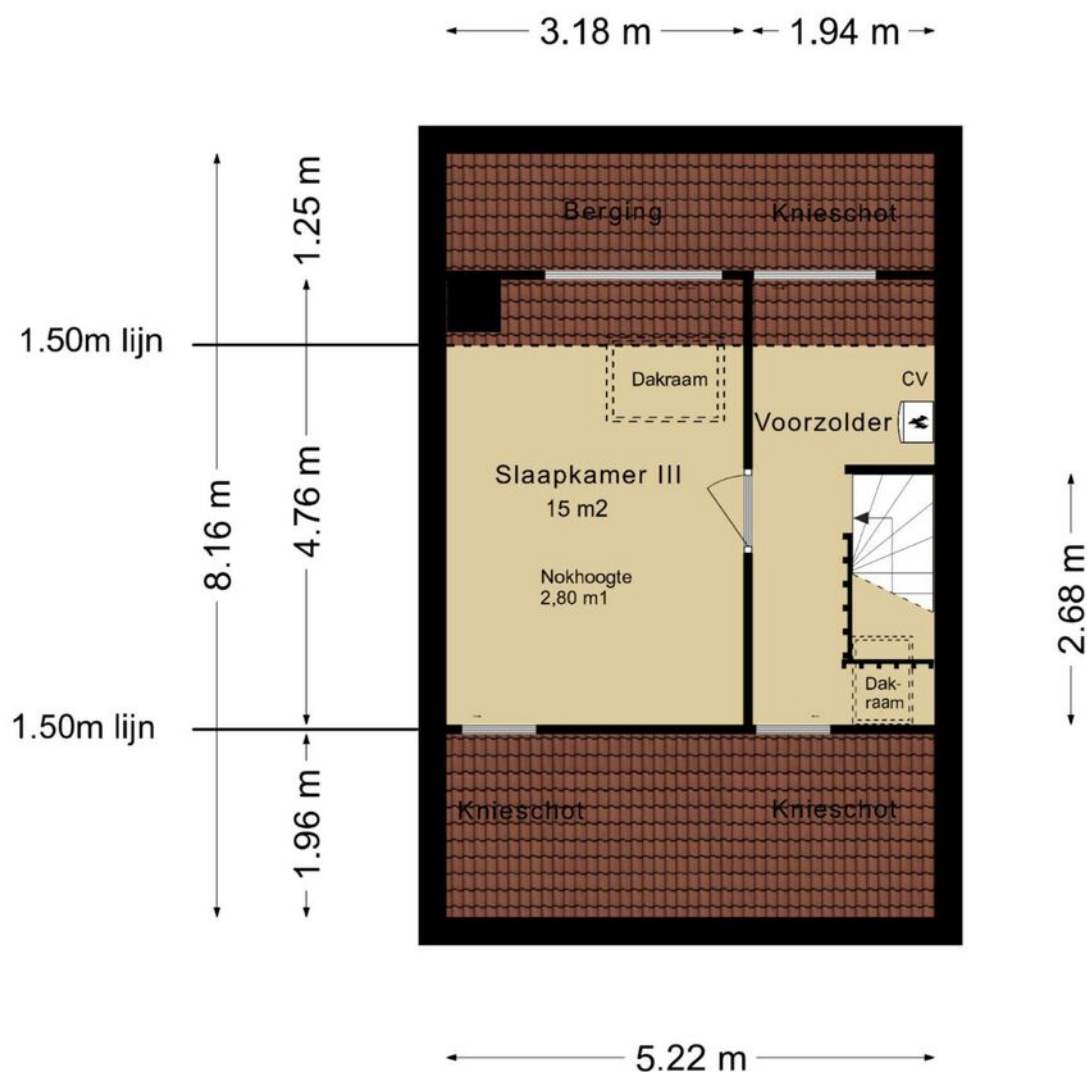 3.18 m
1.94 m
1.25 m
Berging
Knieschot
1.50m lijn
Dakraam
CV
Voorzolder
Slaapkamer III
15 m2
4.76 m
8.16 m
Nokhoogte
2,80 m1
2.68 m
Dak-
raam
1.50m lijn
Knieschot
Knieschot
1.96 m
5.22 m